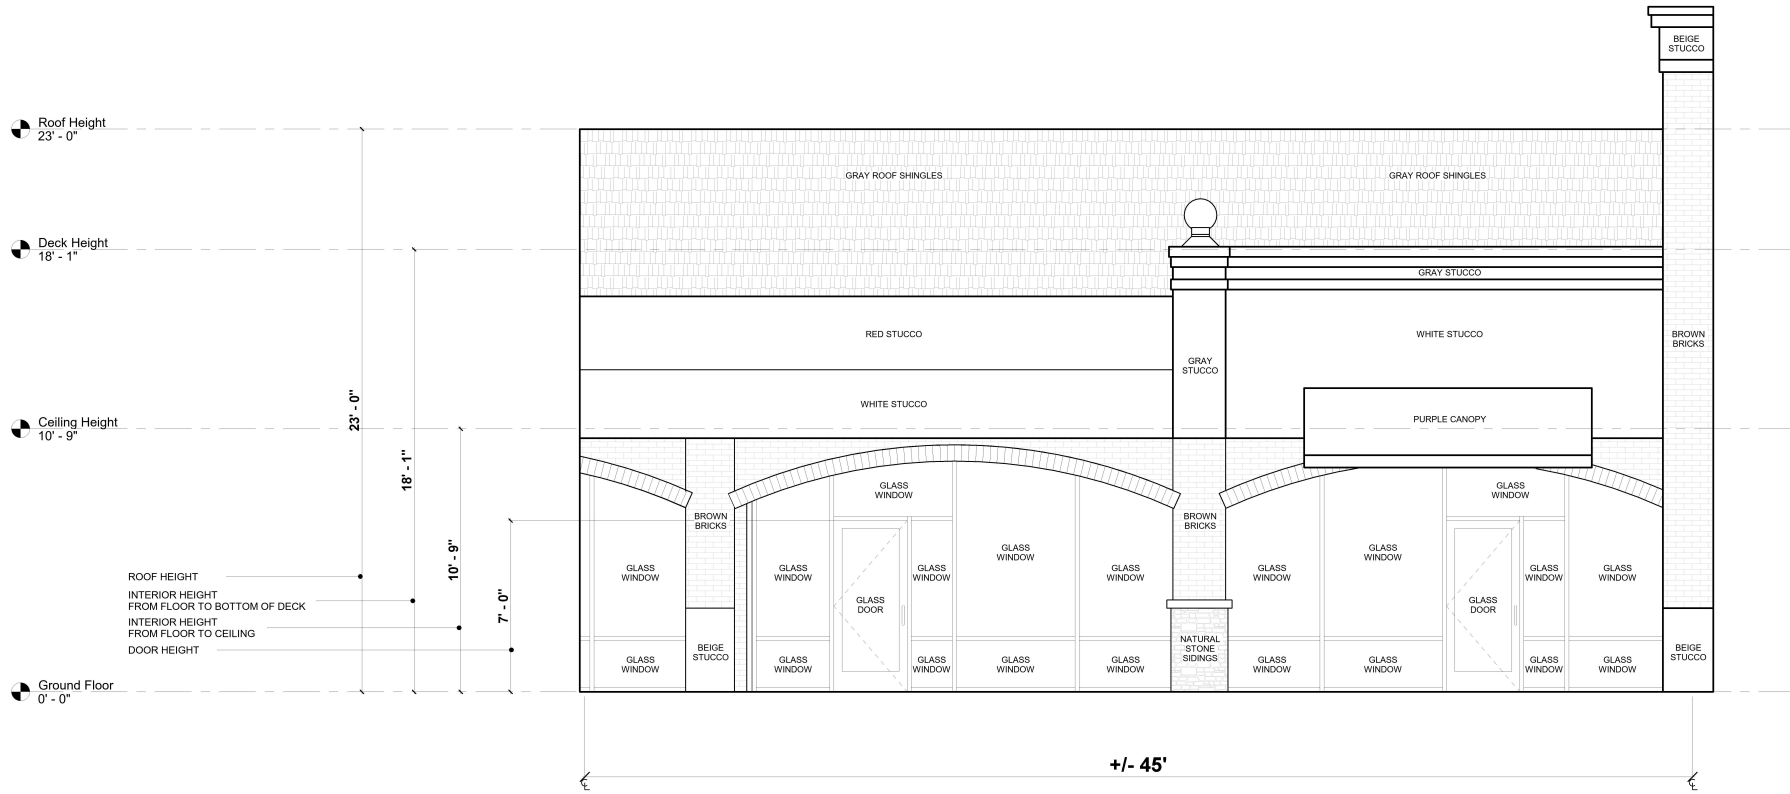 BEIGE
STUCCO
Roof Height
23' - 0"
GRAY ROOF SHINGLES
GRAY ROOF SHINGLES
Deck Height
18' - 1"
GRAY STUCCO
RED STUCCO
WHITE STUCCO
BROWN
BRICKS
GRAY
STUCCO
WHITE STUCCO
PURPLE CANOPY
Ceiling Height
10' - 9"
23' - 0"
18' - 1"
10' - 9"
7' - 0"
GLASS
WINDOW
GLASS
WINDOW
BROWN
BRICKS
BROWN
BRICKS
GLASS
WINDOW
GLASS
WINDOW
GLASS
WINDOW
GLASS
WINDOW
GLASS
WINDOW
GLASS
WINDOW
GLASS
WINDOW
GLASS
WINDOW
GLASS
WINDOW
GLASS
WINDOW
GLASS
DOOR
GLASS
DOOR
ROOF HEIGHT
INTERIOR HEIGHT
FROM FLOOR TO BOTTOM OF DECK
INTERIOR HEIGHT
FROM FLOOR TO CEILING
DOOR HEIGHT
GLASS
WINDOW
BEIGE
STUCCO
GLASS
WINDOW
GLASS
WINDOW
GLASS
WINDOW
GLASS
WINDOW
NATURAL
STONE
SIDINGS
GLASS
WINDOW
GLASS
WINDOW
GLASS
WINDOW
GLASS
WINDOW
BEIGE
STUCCO
Ground Floor
0' - 0"
+/- 45'
℄
℄